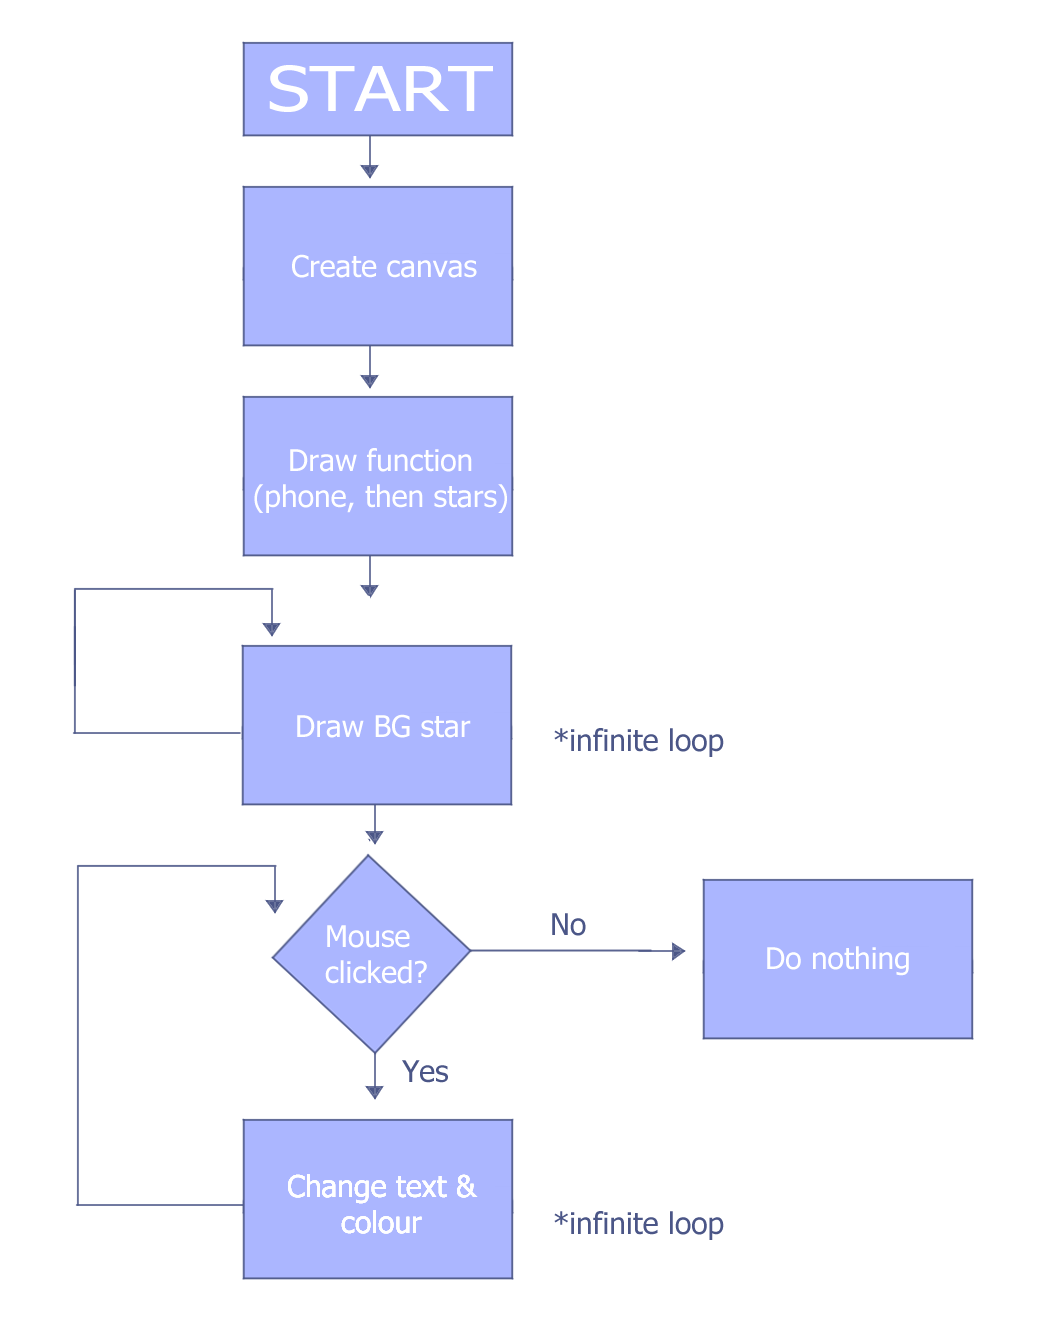 START
Create canvas
Draw function
(phone, then stars)
Draw BG star
*infinite loop
Mouse
clicked?
No
Do nothing
Yes
Change text &
colour
*infinite loop